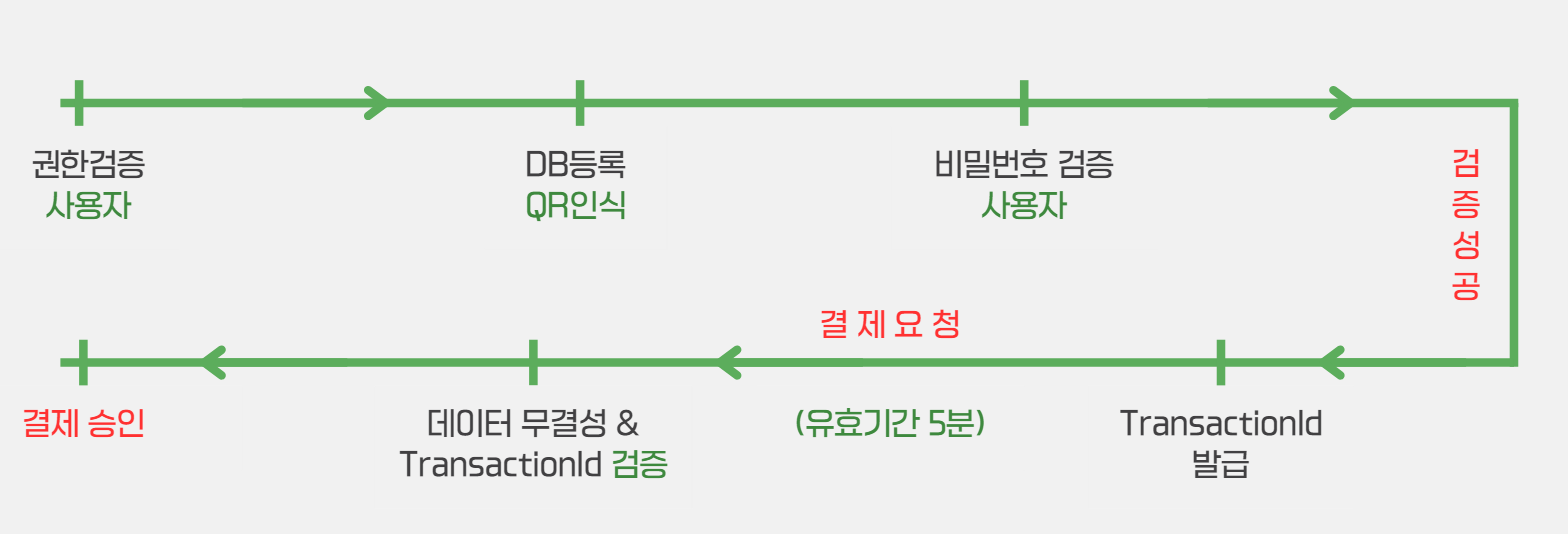 권한검증
사용자
DB등록
QR인식
비밀번호 검증
사용자
검
증
성
공
결 제 요 청
결제 승인
데이터 무결성 &
TransactionId 검증
(유효기간 5분)
TransactionId
발급